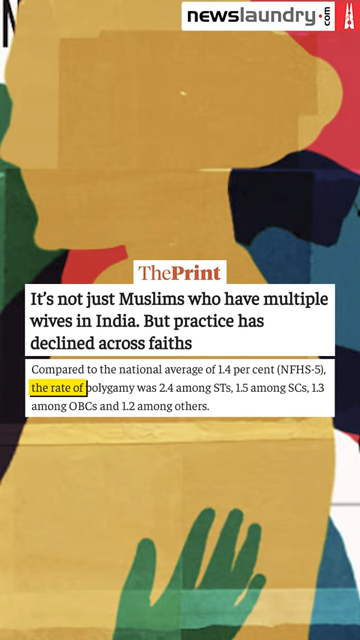 N
newslaundry.com
ThePrint
It's not just Muslims who have multiple
wives in India. But practice has
declined across faiths
Compared to the national average of 1.4 per cent (NFHS-5),
the rate of polygamy was 2.4 among STs, 1.5 among SCs, 1.3
among OBCs and 1.2 among others.